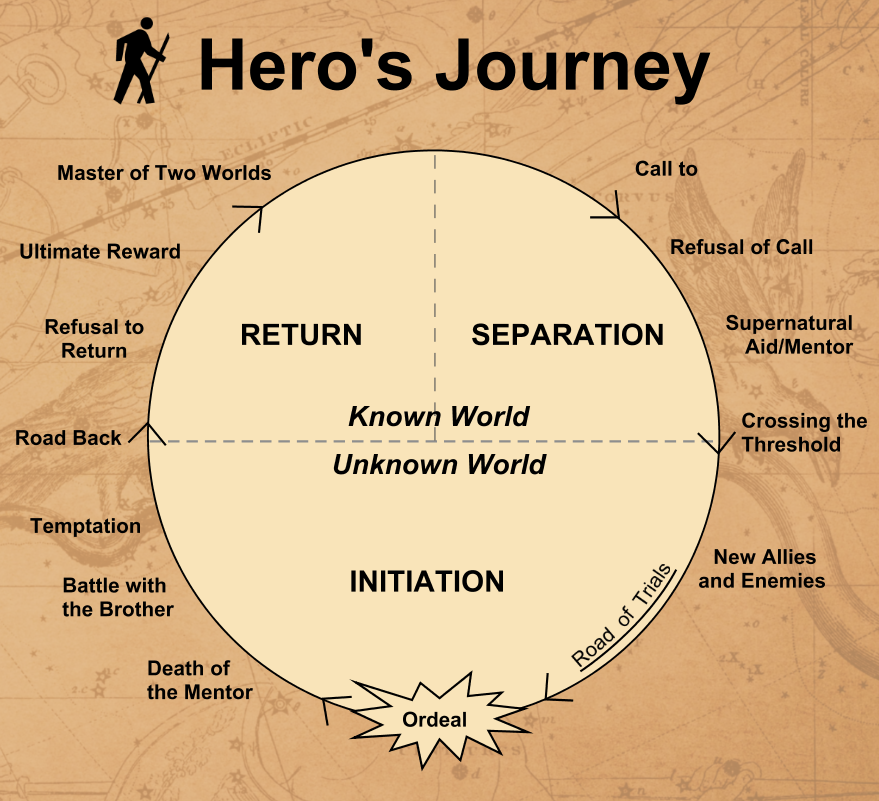 Hero's Journey
ECLIPTIC
CORVUS
Master of Two Worlds
Call to
Ultimate Reward
Refusal of Call
Refusal to
Return
RETURN
SEPARATION
Supernatural
Aid/Mentor
Known World
Road Back
Crossing the
Threshold
Unknown World
Temptation
New Allies
and Enemies
Battle with
the Brother
INITIATION
Road of Trials
Death of
the Mentor
Ordeal